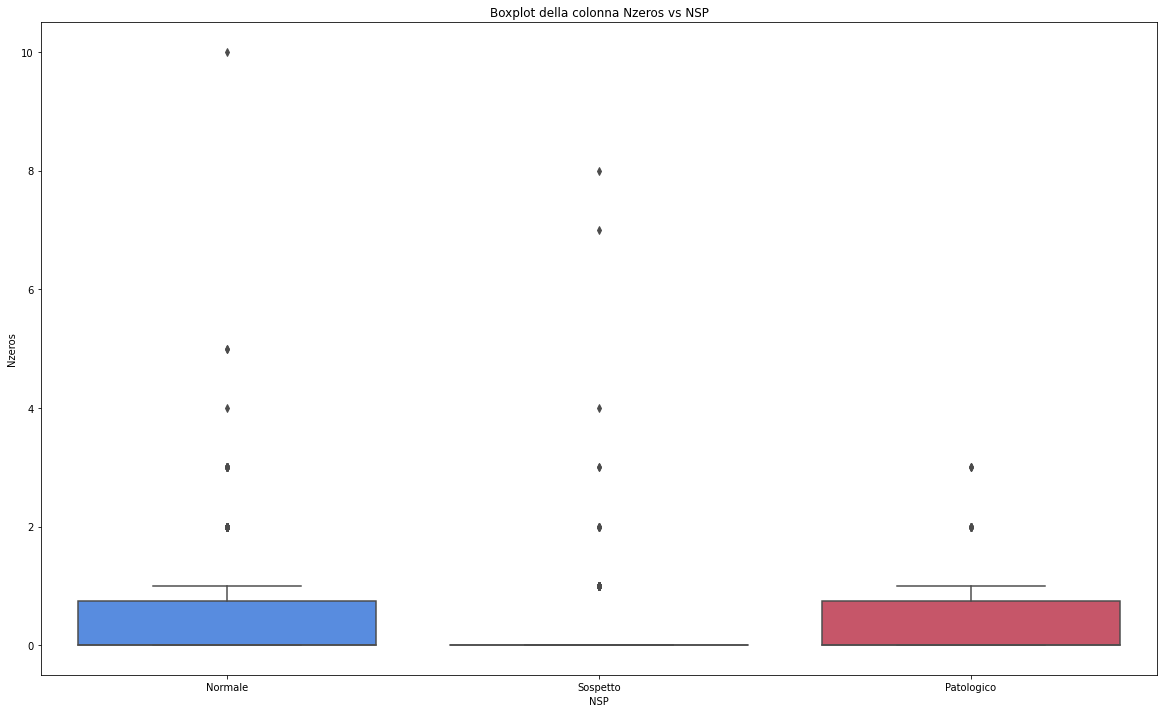 Boxplot della colonna Nzeros vs NSP
10
8
6
4
2
0
Nzeros
Normale
Sospetto
Patologico
NSP